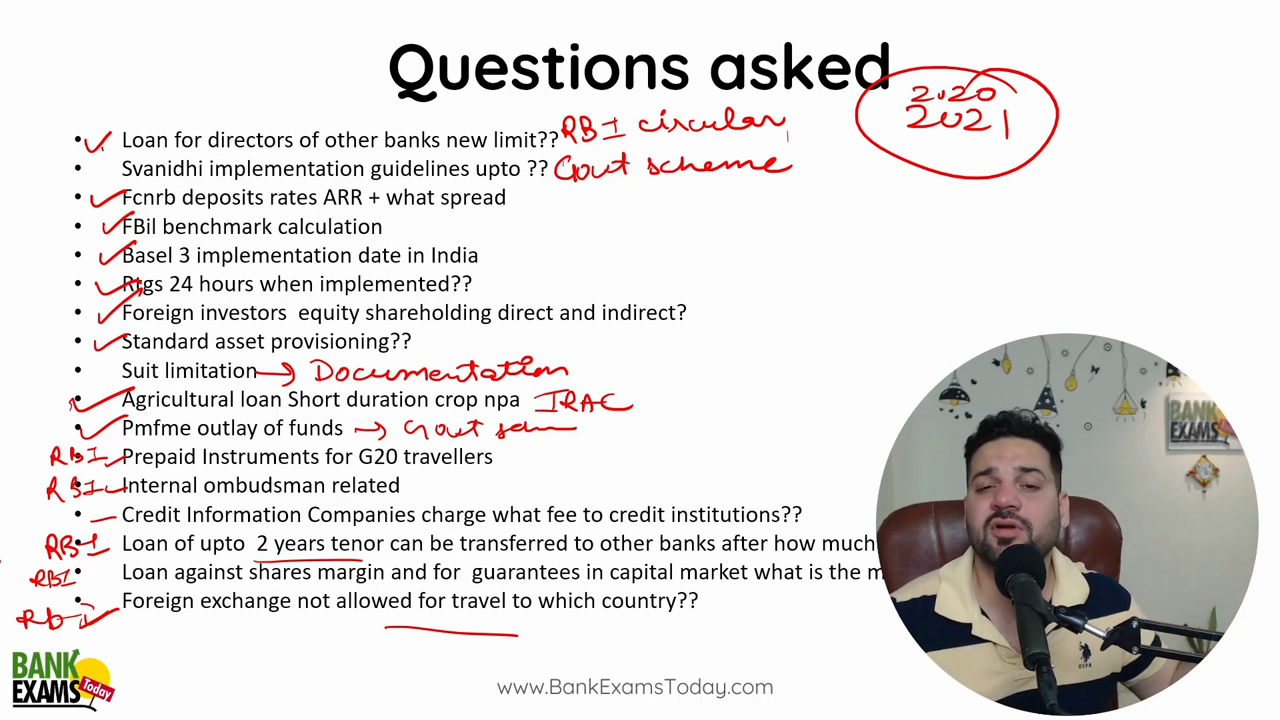 Questions asked
2020
2021
• Loan for directors of other banks new limit?? RBI circular
• Svanidhi implementation guidelines upto ?? Govt scheme
• Fcnrb deposits rates ARR + what spread
• FBil benchmark calculation
• Basel 3 implementation date in India
• Rtgs 24 hours when implemented??
• Foreign investors equity shareholding direct and indirect?
• Standard asset provisioning??
• Suit limitation → Documentation
• Agricultural loan Short duration crop npa IRAC
• Pmfme outlay of funds → Govt
RBI Prepaid Instruments for G20 travellers
RBI Internal ombudsman related
• Credit Information Companies charge what fee to credit institutions??
RBI Loan of upto 2 years tenor can be transferred to other banks after how much
RBI Loan against shares margin and for guarantees in capital market what is the m
RBI Foreign exchange not allowed for travel to which country??
BANK EXAMS Today
www.BankExamsToday.com
BANK
EXAMS